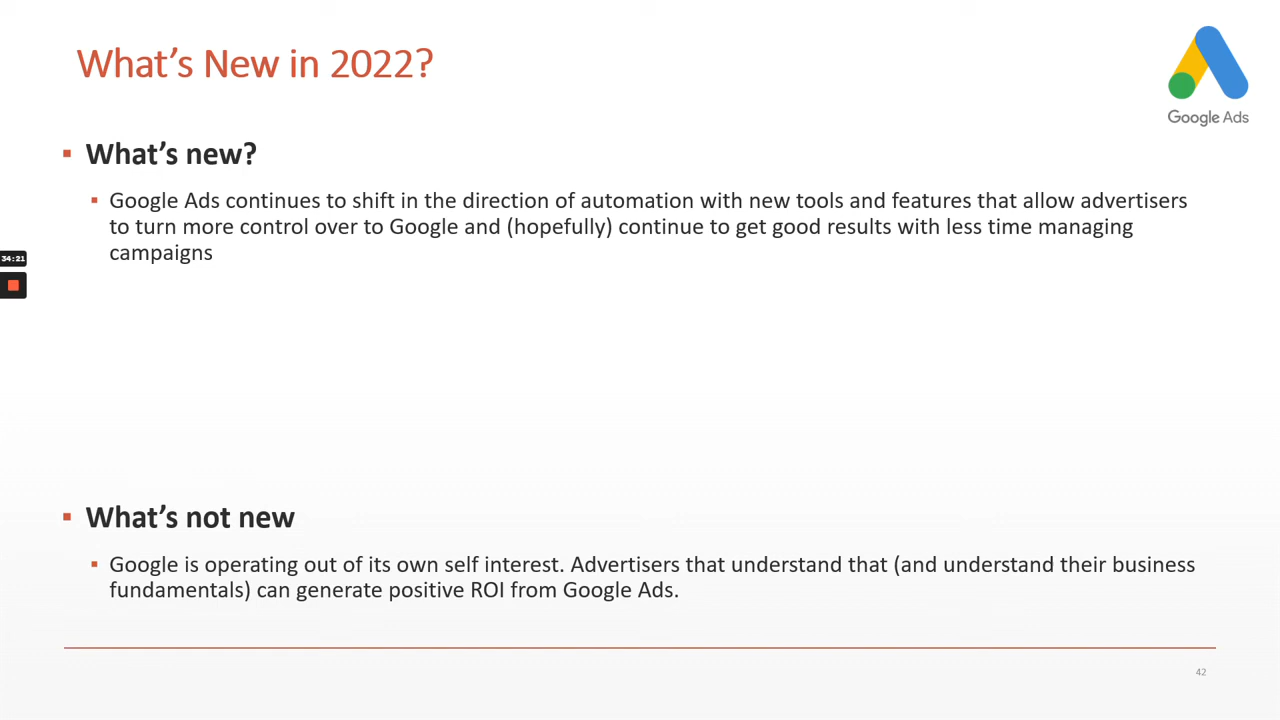 What's New in 2022?
Google Ads
▪ What's new?
▪ Google Ads continues to shift in the direction of automation with new tools and features that allow advertisers
to turn more control over to Google and (hopefully) continue to get good results with less time managing
campaigns
34:21
▪ What's not new
▪ Google is operating out of its own self interest. Advertisers that understand that (and understand their business
fundamentals) can generate positive ROI from Google Ads.
42